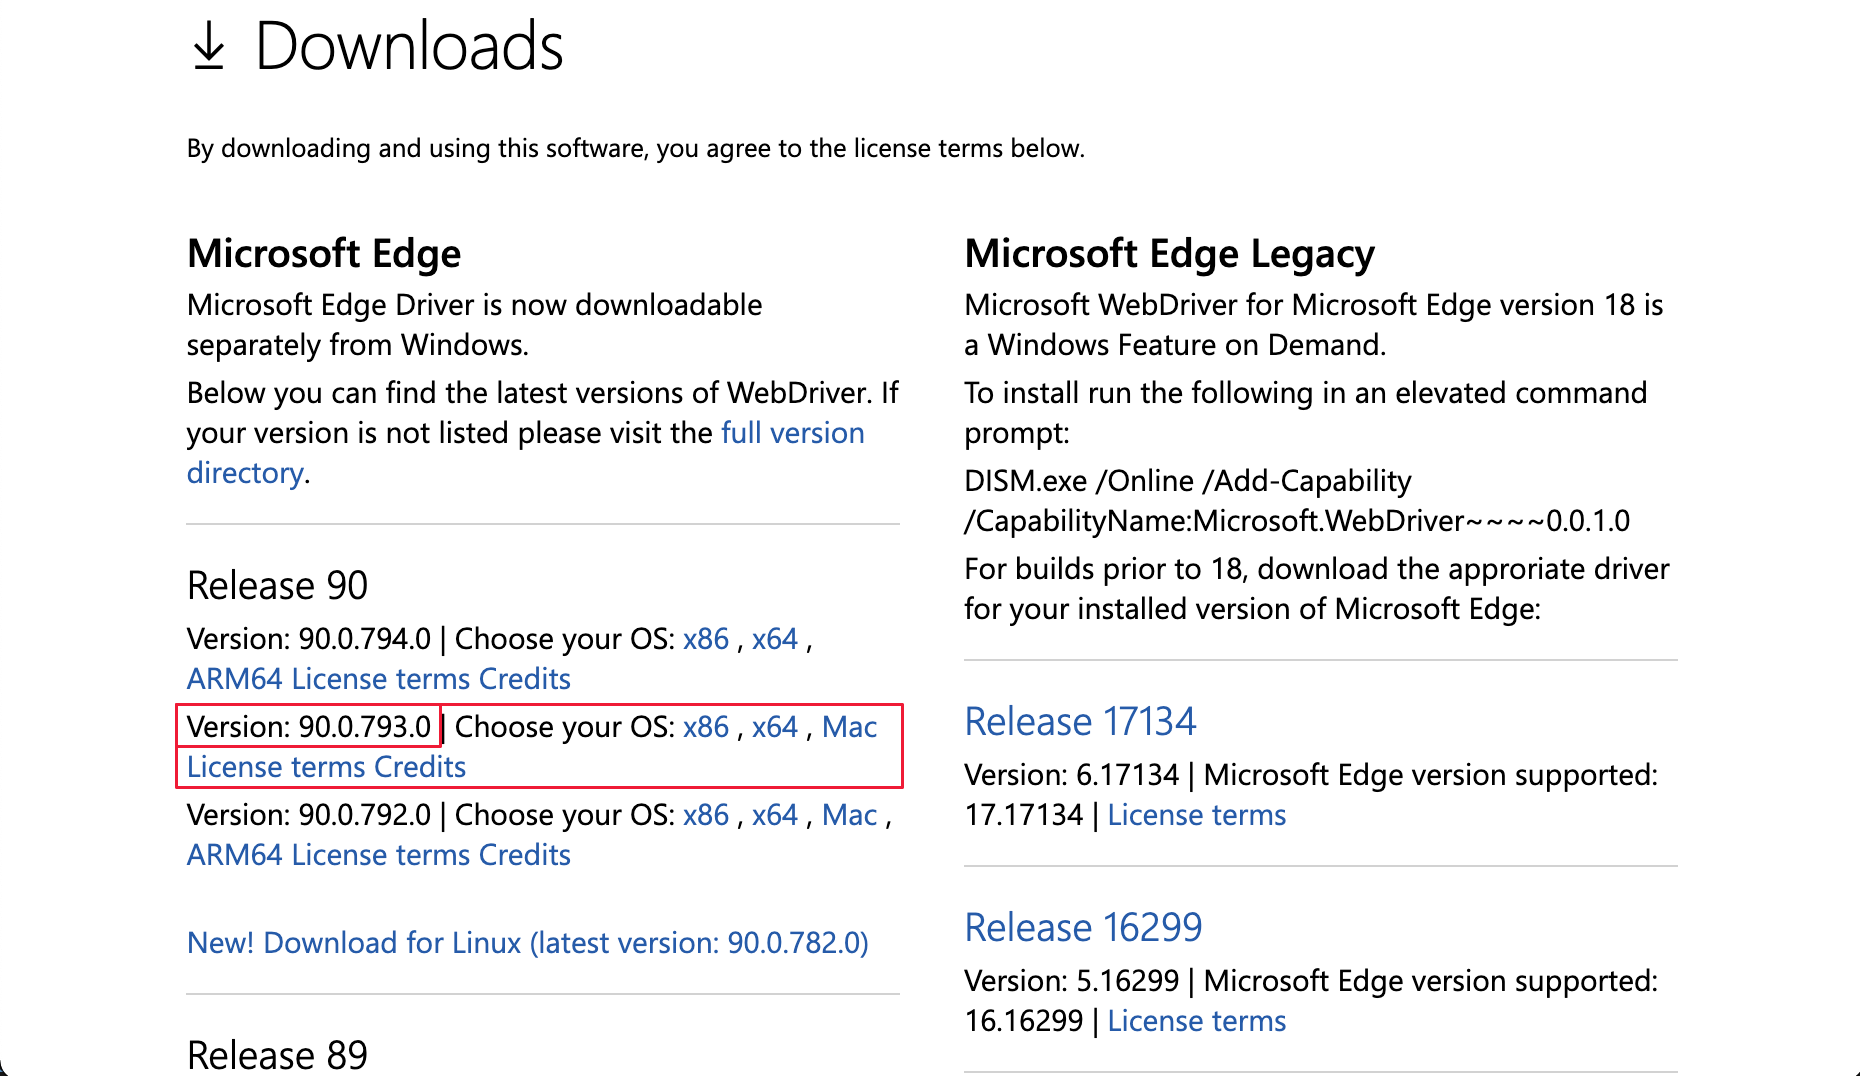 Downloads
By downloading and using this software, you agree to the license terms below.
Microsoft Edge
Microsoft Edge Driver is now downloadable
separately from Windows.
Below you can find the latest versions of WebDriver. If
your version is not listed please visit the full version
directory.
Release 90
Version: 90.0.794.0 | Choose your OS: x86 , x64 ,
ARM64 License terms Credits
Version: 90.0.793.0 | Choose your OS: x86 , x64 , Mac
License terms Credits
Version: 90.0.792.0 | Choose your OS: x86 , x64 , Mac ,
ARM64 License terms Credits
New! Download for Linux (latest version: 90.0.782.0)
Release 89
Microsoft Edge Legacy
Microsoft WebDriver for Microsoft Edge version 18 is
a Windows Feature on Demand.
To install run the following in an elevated command
prompt:
DISM.exe /Online /Add-Capability
/CapabilityName:Microsoft.WebDriver~~~~0.0.1.0
For builds prior to 18, download the approriate driver
for your installed version of Microsoft Edge:
Release 17134
Version: 6.17134 | Microsoft Edge version supported:
17.17134 | License terms
Release 16299
Version: 5.16299 | Microsoft Edge version supported:
16.16299 | License terms